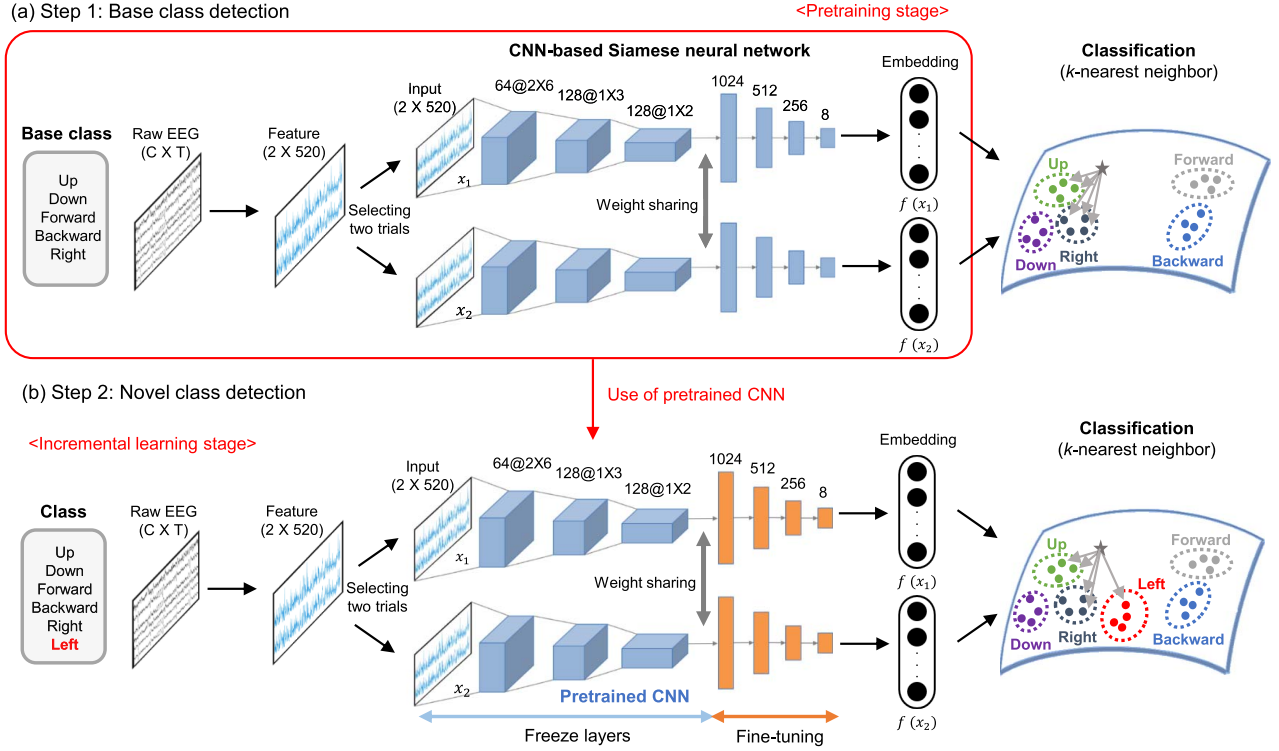 (a) Step 1: Base class detection
<Pretraining stage>
CNN-based Siamese neural network
Classification
(k-nearest neighbor)
Base class
Up
Down
Forward
Backward
Right
Raw EEG
(C X T)
Feature
(2 X 520)
Selecting
two trials
Input
(2 X 520)
64@2X6
128@1X3
128@1X2
1024
512
256
8
Embedding
x1
x2
Weight sharing
f (x1)
f (x2)
Up
Forward
Down
Right
Backward
Use of pretrained CNN
(b) Step 2: Novel class detection
<Incremental learning stage>
Classification
(k-nearest neighbor)
Class
Up
Down
Forward
Backward
Right
Left
Raw EEG
(C X T)
Feature
(2 X 520)
Selecting
two trials
Input
(2 X 520)
64@2X6
128@1X3
128@1X2
1024
512
256
8
Embedding
x1
x2
Weight sharing
f (x1)
f (x2)
Pretrained CNN
Freeze layers
Fine-tuning
Up
Forward
Left
Down
Right
Backward